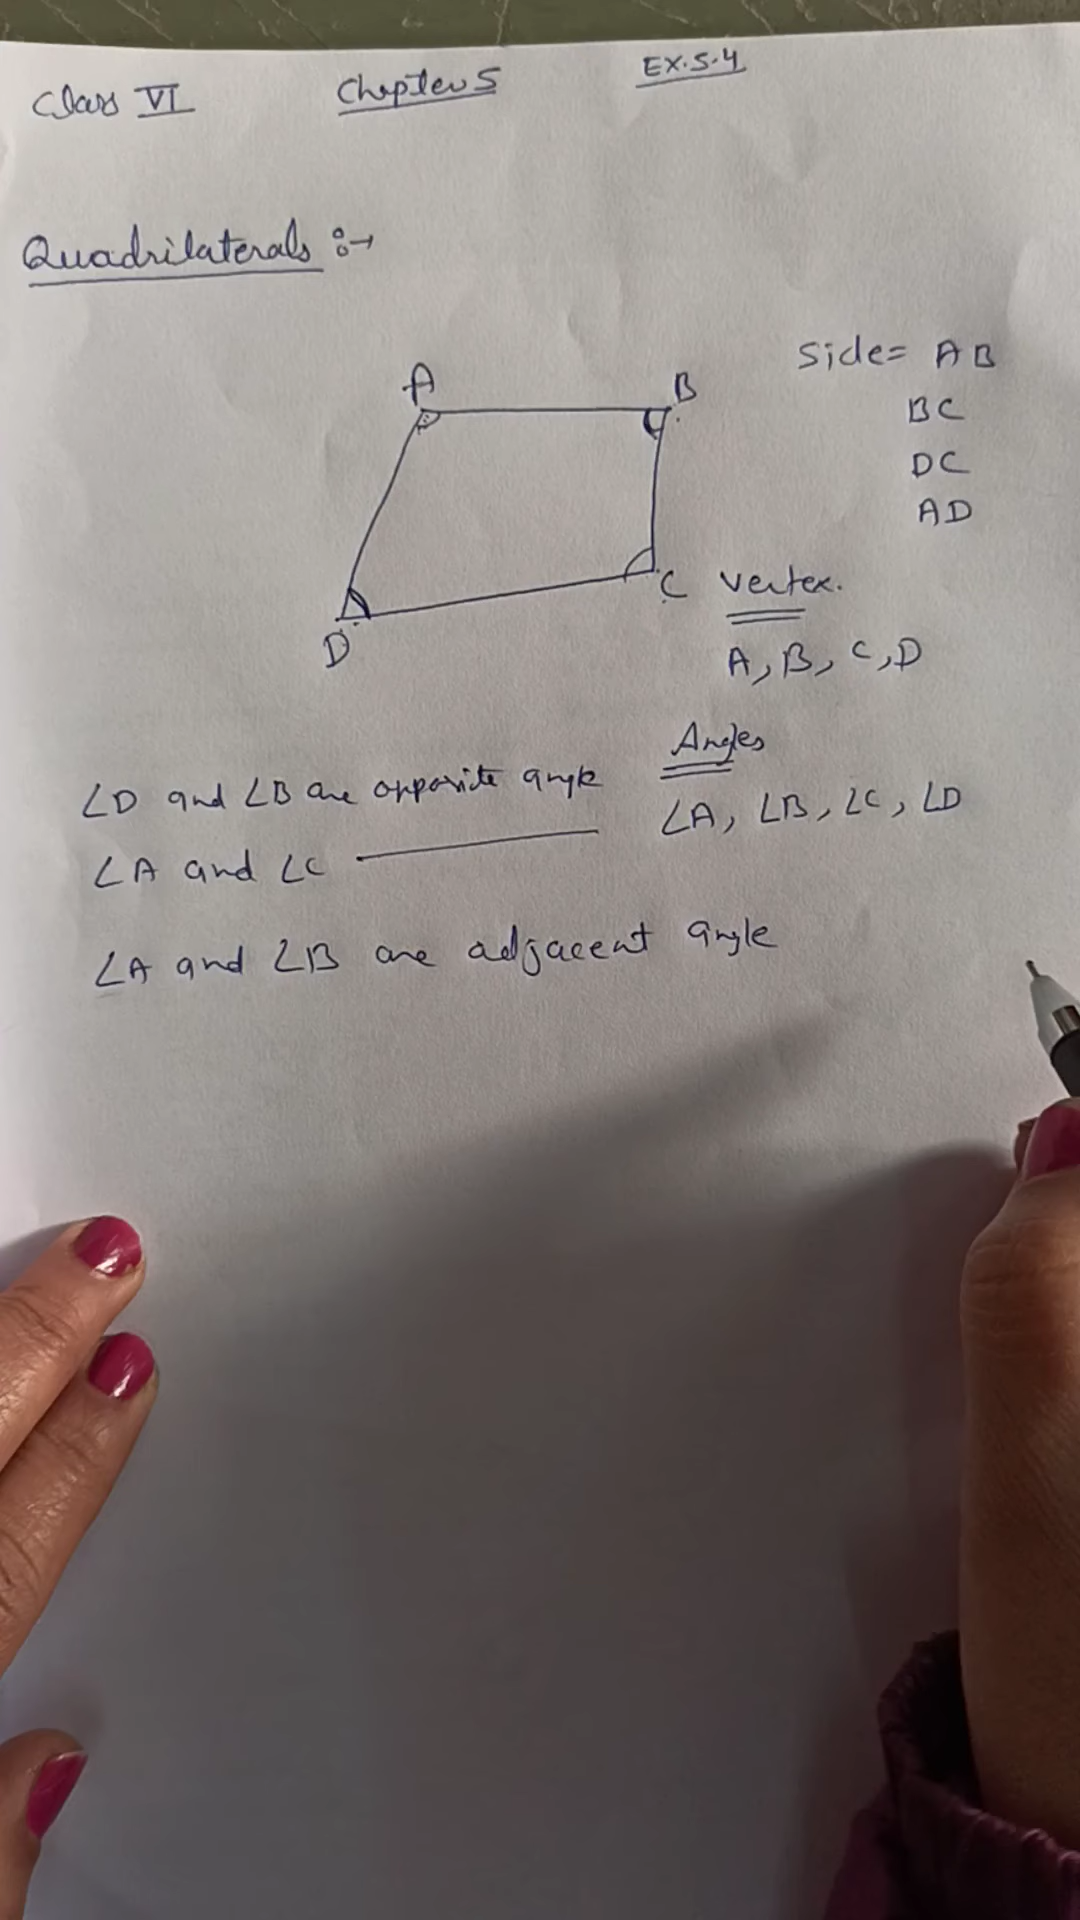 Class VI Chapter 5 EX.5.4
Quadrilaterals :→
A
B
C
D
Side= AB
BC
DC
AD
Vertex.
A, B, C, D
Angles
∠A, ∠B, ∠C, ∠D
∠D and ∠B are opposite angle
∠A and ∠C ————
∠A and ∠B are adjacent angle